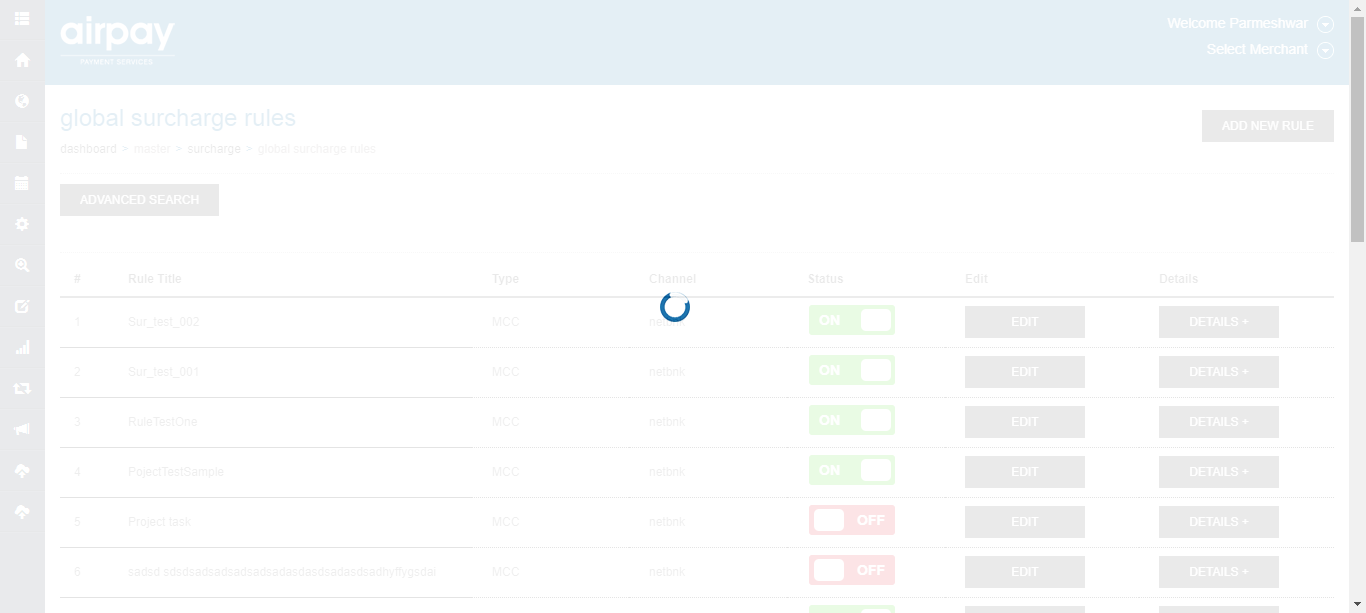 airpay
PAYMENT SERVICES
Welcome Parmeshwar
Select Merchant
global surcharge rules
ADD NEW RULE
dashboard > master > surcharge > global surcharge rules
ADVANCED SEARCH
# Rule Title Type Channel Status Edit Details
1 Sur_test_002 MCC netbnk ON EDIT DETAILS +
2 Sur_test_001 MCC netbnk ON EDIT DETAILS +
3 RuleTestOne MCC netbnk ON EDIT DETAILS +
4 PojectTestSample MCC netbnk ON EDIT DETAILS +
5 Project task MCC netbnk OFF EDIT DETAILS +
6 sadsd MCC netbnk OFF EDIT DETAILS +